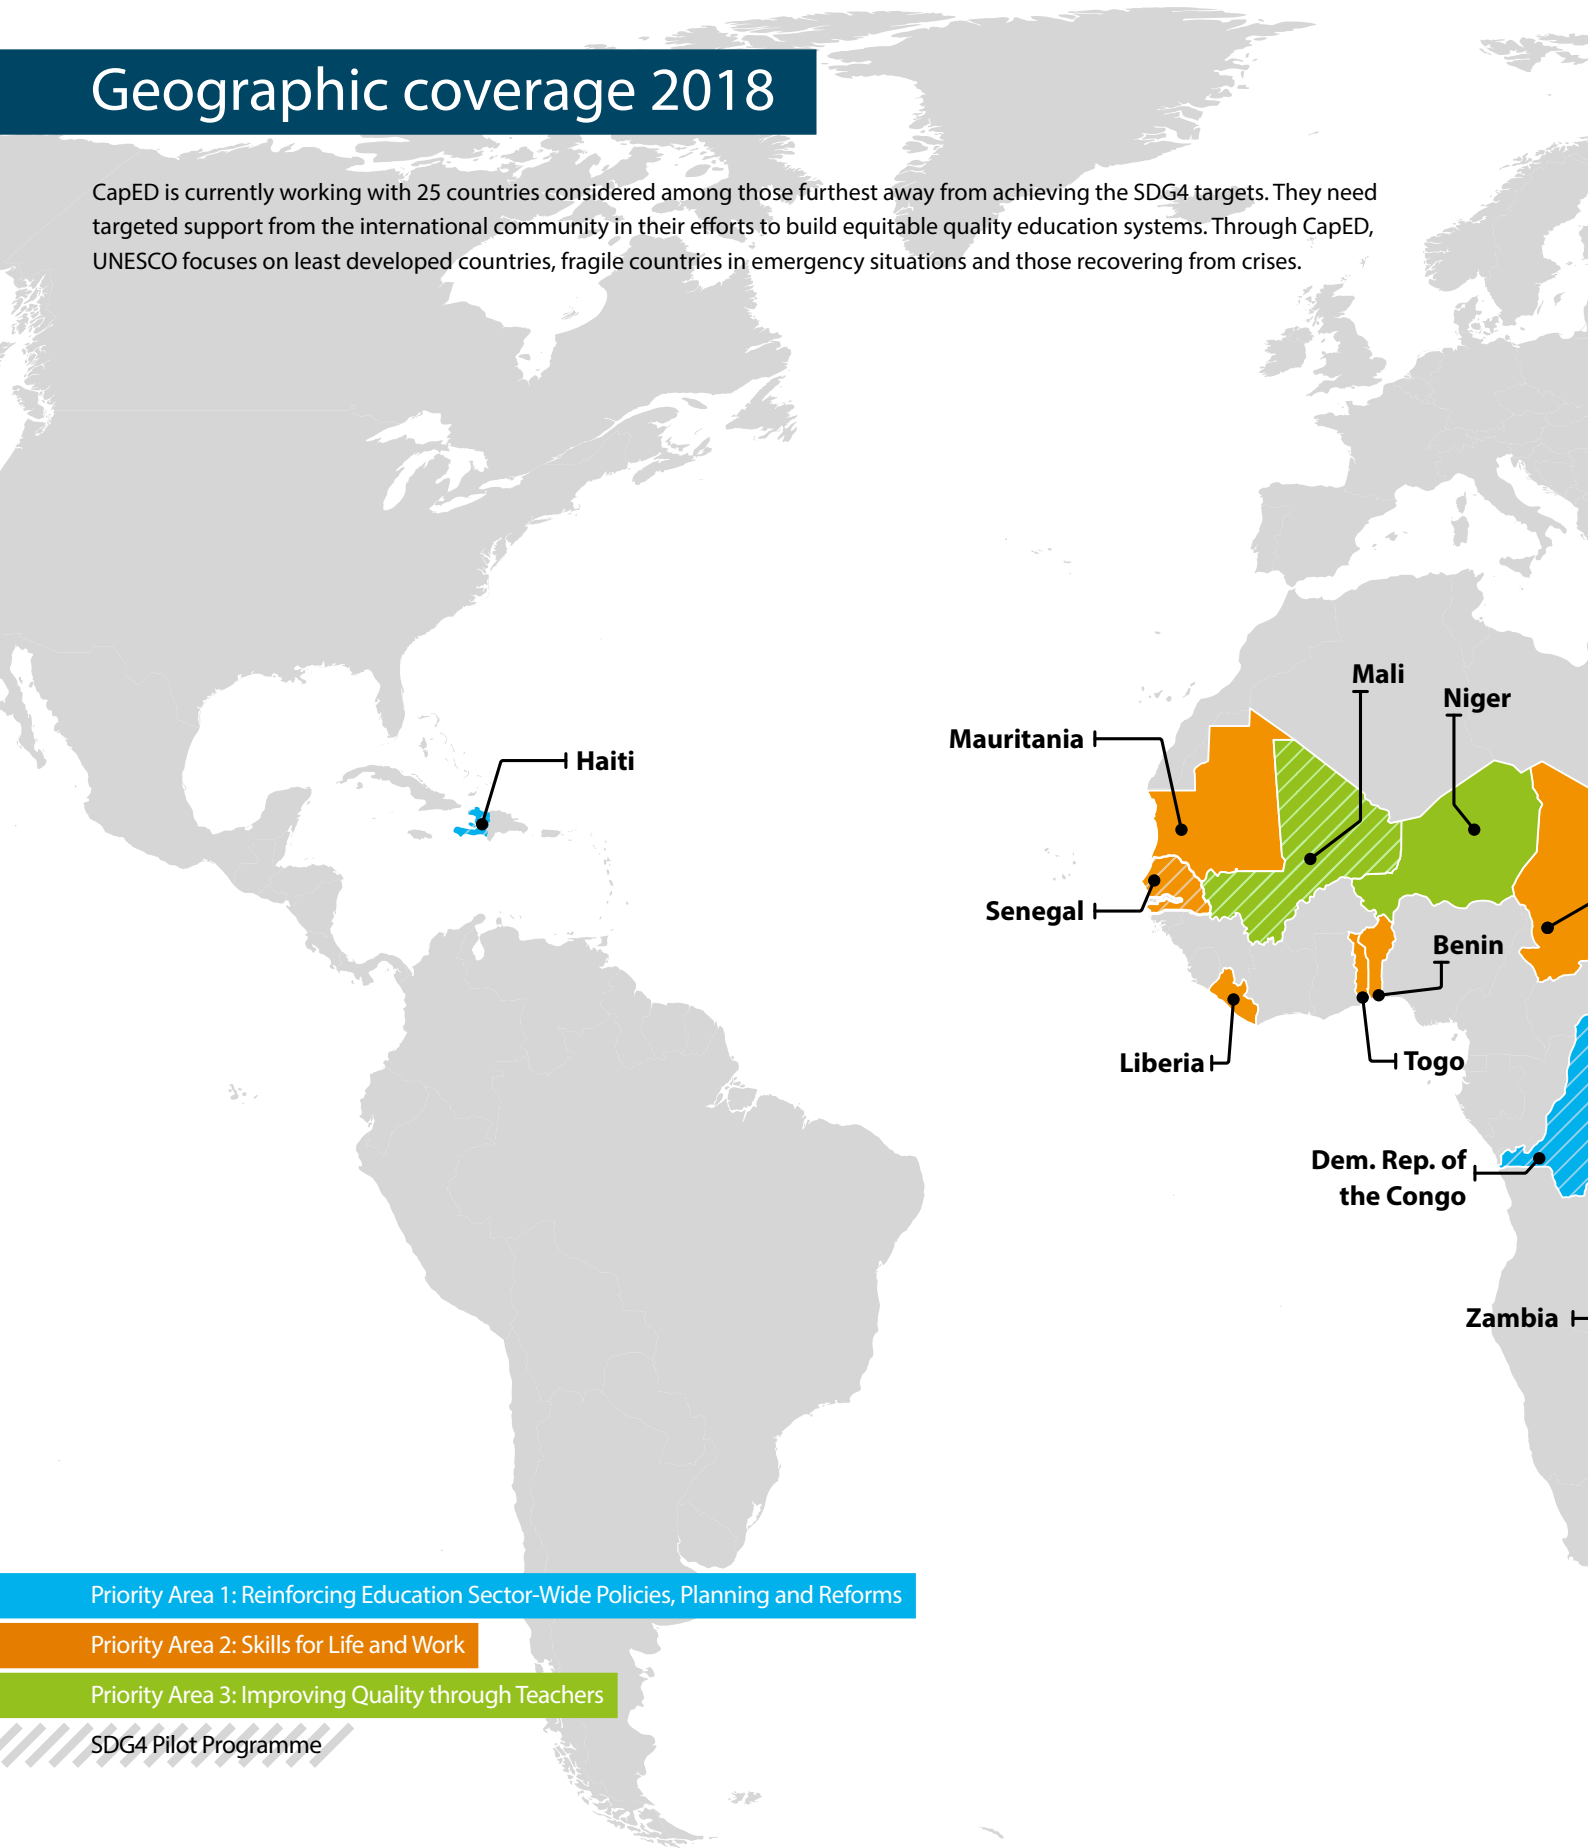 Geographic coverage 2018
CapED is currently working with 25 countries considered among those furthest away from achieving the SDG4 targets. They need
targeted support from the international community in their efforts to build equitable quality education systems. Through CapED,
UNESCO focuses on least developed countries, fragile countries in emergency situations and those recovering from crises.
Mali
Niger
Mauritania
Haiti
Senegal
Benin
Liberia
Togo
Dem. Rep. of
the Congo
Zambia
Priority Area 1: Reinforcing Education Sector-Wide Policies, Planning and Reforms
Priority Area 2: Skills for Life and Work
Priority Area 3: Improving Quality through Teachers
SDG4 Pilot Programme